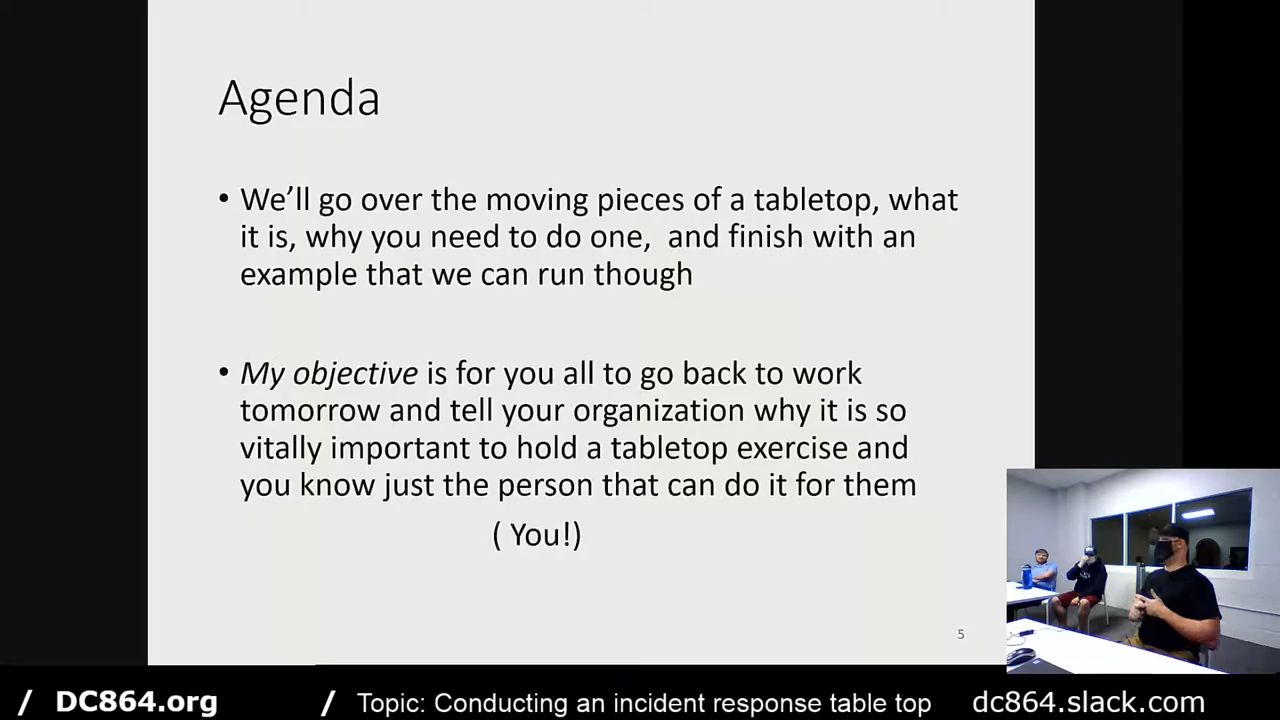 Agenda
• We’ll go over the moving pieces of a tabletop, what
it is, why you need to do one,  and finish with an
example that we can run though
• My objective is for you all to go back to work
tomorrow and tell your organization why it is so
vitally important to hold a tabletop exercise and
you know just the person that can do it for them
( You!)
5
/ DC864.org / Topic: Conducting an incident response table top dc864.slack.com